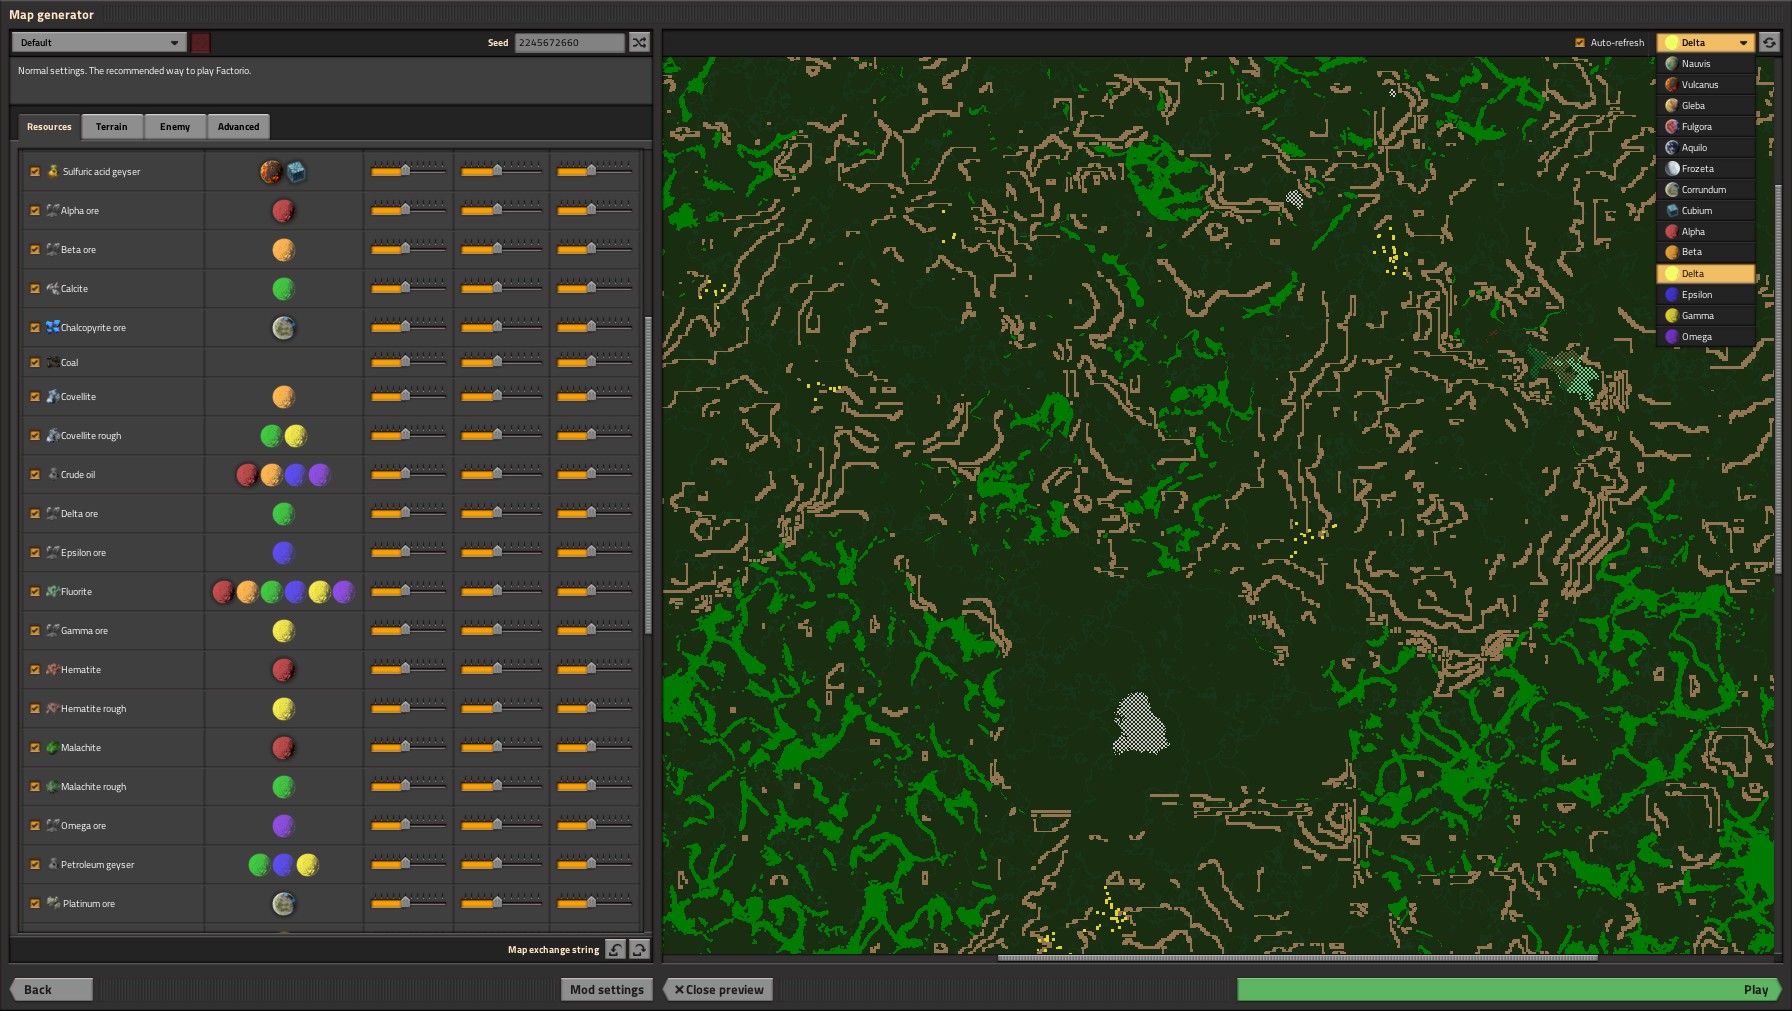 Map generator
Default
Seed
2245672660
Auto-refresh
Delta
Normal settings. The recommended way to play Factorio.
Resources
Terrain
Enemy
Advanced
Sulfuric acid geyser
Alpha ore
Beta ore
Calcite
Chalcopyrite ore
Coal
Covellite
Covellite rough
Crude oil
Delta ore
Epsilon ore
Fluorite
Gamma ore
Hematite
Hematite rough
Malachite
Malachite rough
Omega ore
Petroleum geyser
Platinum ore
Nauvis
Vulcanus
Gleba
Fulgora
Aquilo
Frozeta
Corrundum
Cubium
Alpha
Beta
Delta
Epsilon
Gamma
Omega
Map exchange string
Back
Mod settings
Close preview
Play